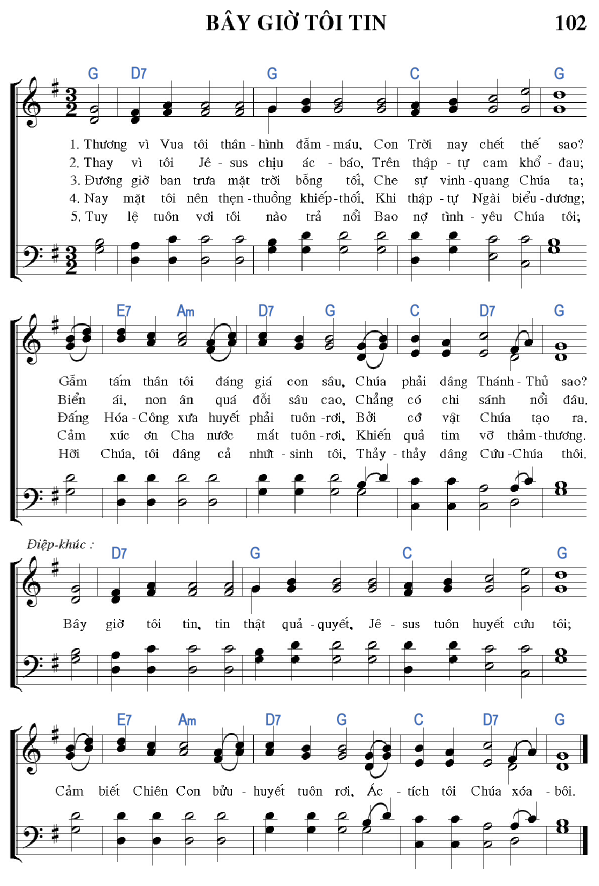 BÂY GIỜ TÔI TIN 102
G D7 G C G
1. Thương vì Vua tôi thân-hình đẫm-máu, Con Trời nay chết thế sao?
2. Thay vì tôi Jê-sus chịu ác-báo, Trên thập-tự cam khổ-đau;
3. Đương giờ ban trưa mặt trời bỗng tối, Che sự vinh-quang Chúa ta;
4. Nay mặt tôi nên thẹn-thuồng khiếp-thối, Khi thập-tự Ngài biểu-dương;
5. Tuy lệ tuôn vơi tôi nào trả nổi Bao nợ tình-yêu Chúa tôi;
E7 Am D7 G C D7 G
Gẫm tấm thân tôi đáng giá con sâu, Chúa phải dâng Thánh-Thủ sao?
Biển ái, non ân quá đỗi sâu cao, Chẳng có chi sánh nổi đâu.
Đấng Hóa-Công xưa huyết phải tuôn-rơi, Bởi cớ vật Chúa tạo ra.
Cảm xúc ơn Cha nước mắt tuôn-rơi, Khiến quả tim vỡ thảm-thương.
Hỡi Chúa, tôi dâng cả nhứt-sinh tôi, Thảy-thảy dâng Cứu-Chúa thôi.
Điệp-khúc :
D7 G C G
Bây giờ tôi tin, tin thật quả-quyết, Jê-sus tuôn huyết cứu tôi;
E7 Am D7 G C D7 G
Cảm biết Chiên Con bửu-huyết tuôn rơi, Ác-tích tôi Chúa xóa-bôi.